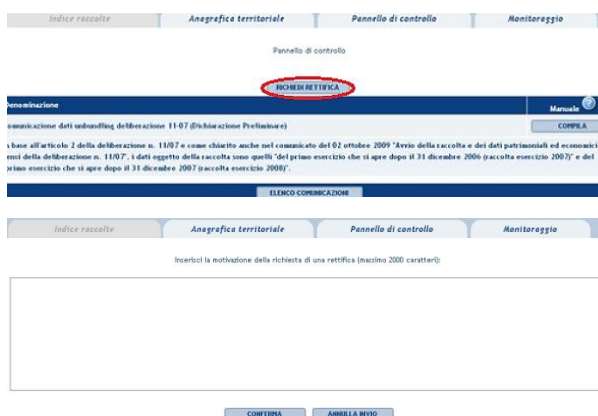 Indice raccolte Anagrafica territoriale Pannello di controllo Monitoraggio
Pannello di controllo
RICHIEDI RETTIFICA
Denominazione Manuale ?
omunicazione dati unbundling deliberazione 11-07 (Dichiarazione Preliminare) COMPILA
n base all'articolo 2 della deliberazione n. 11/07 e come chiarito anche nel comunicato del 02 ottobre 2009 "Avvio della raccolta e dei dati patrimoniali ed economici
ensi della deliberazione n. 11/07", i dati oggetto della raccolta sono quelli "del primo esercizio che si apre dopo il 31 dicembre 2006 (raccolta esercizio 2007)" e del
primo esercizio che si apre dopo il 31 dicembre 2007 (raccolta esercizio 2008)".
ELENCO COMUNICAZIONI
Indice raccolte Anagrafica territoriale Pannello di controllo Monitoraggio
Inserisci la motivazione della richiesta di una rettifica (massimo 2000 caratteri):
CONFERMA ANNULLA INVIO